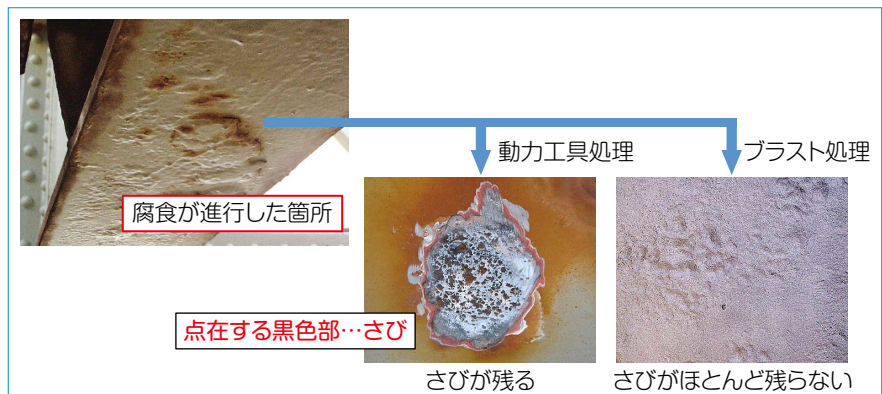 動力工具処理
ブラスト処理
腐食が進行した箇所
点在する黒色部…さび
さびが残る
さびがほとんど残らない